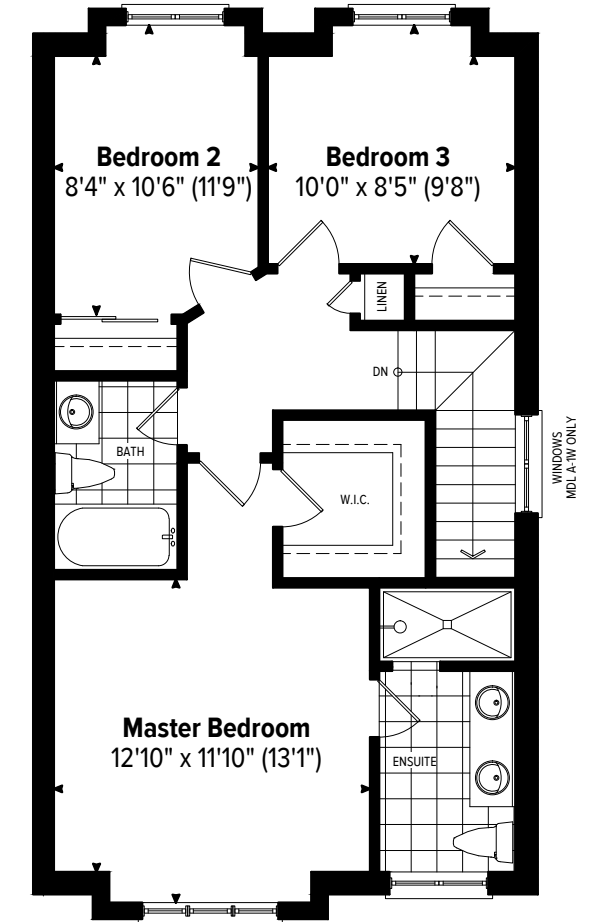 Bedroom 2
8'4" x 10'6" (11'9")
Bedroom 3
10'0" x 8'5" (9'8")
LINEN
DN
WINDOWS
MDL A-1W ONLY
BATH
W.I.C.
Master Bedroom
12'10" x 11'10" (13'1")
ENSUITE